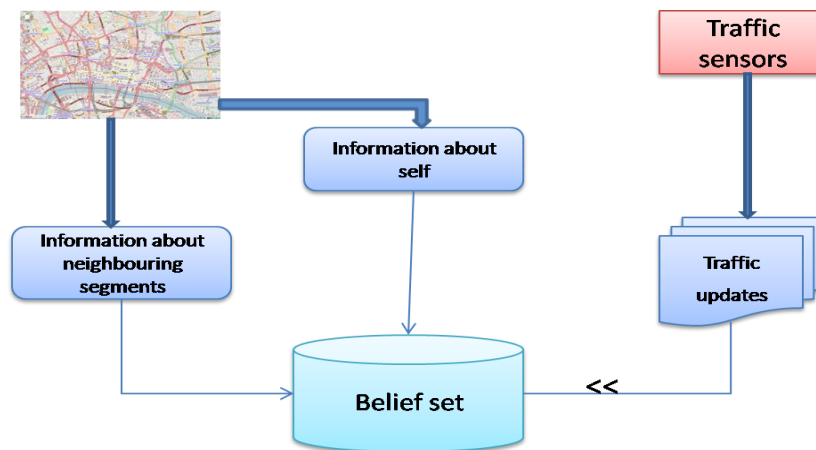 Traffic
sensors
Information about
self
Information about
neighbouring
segments
Traffic
updates
Belief set
<<